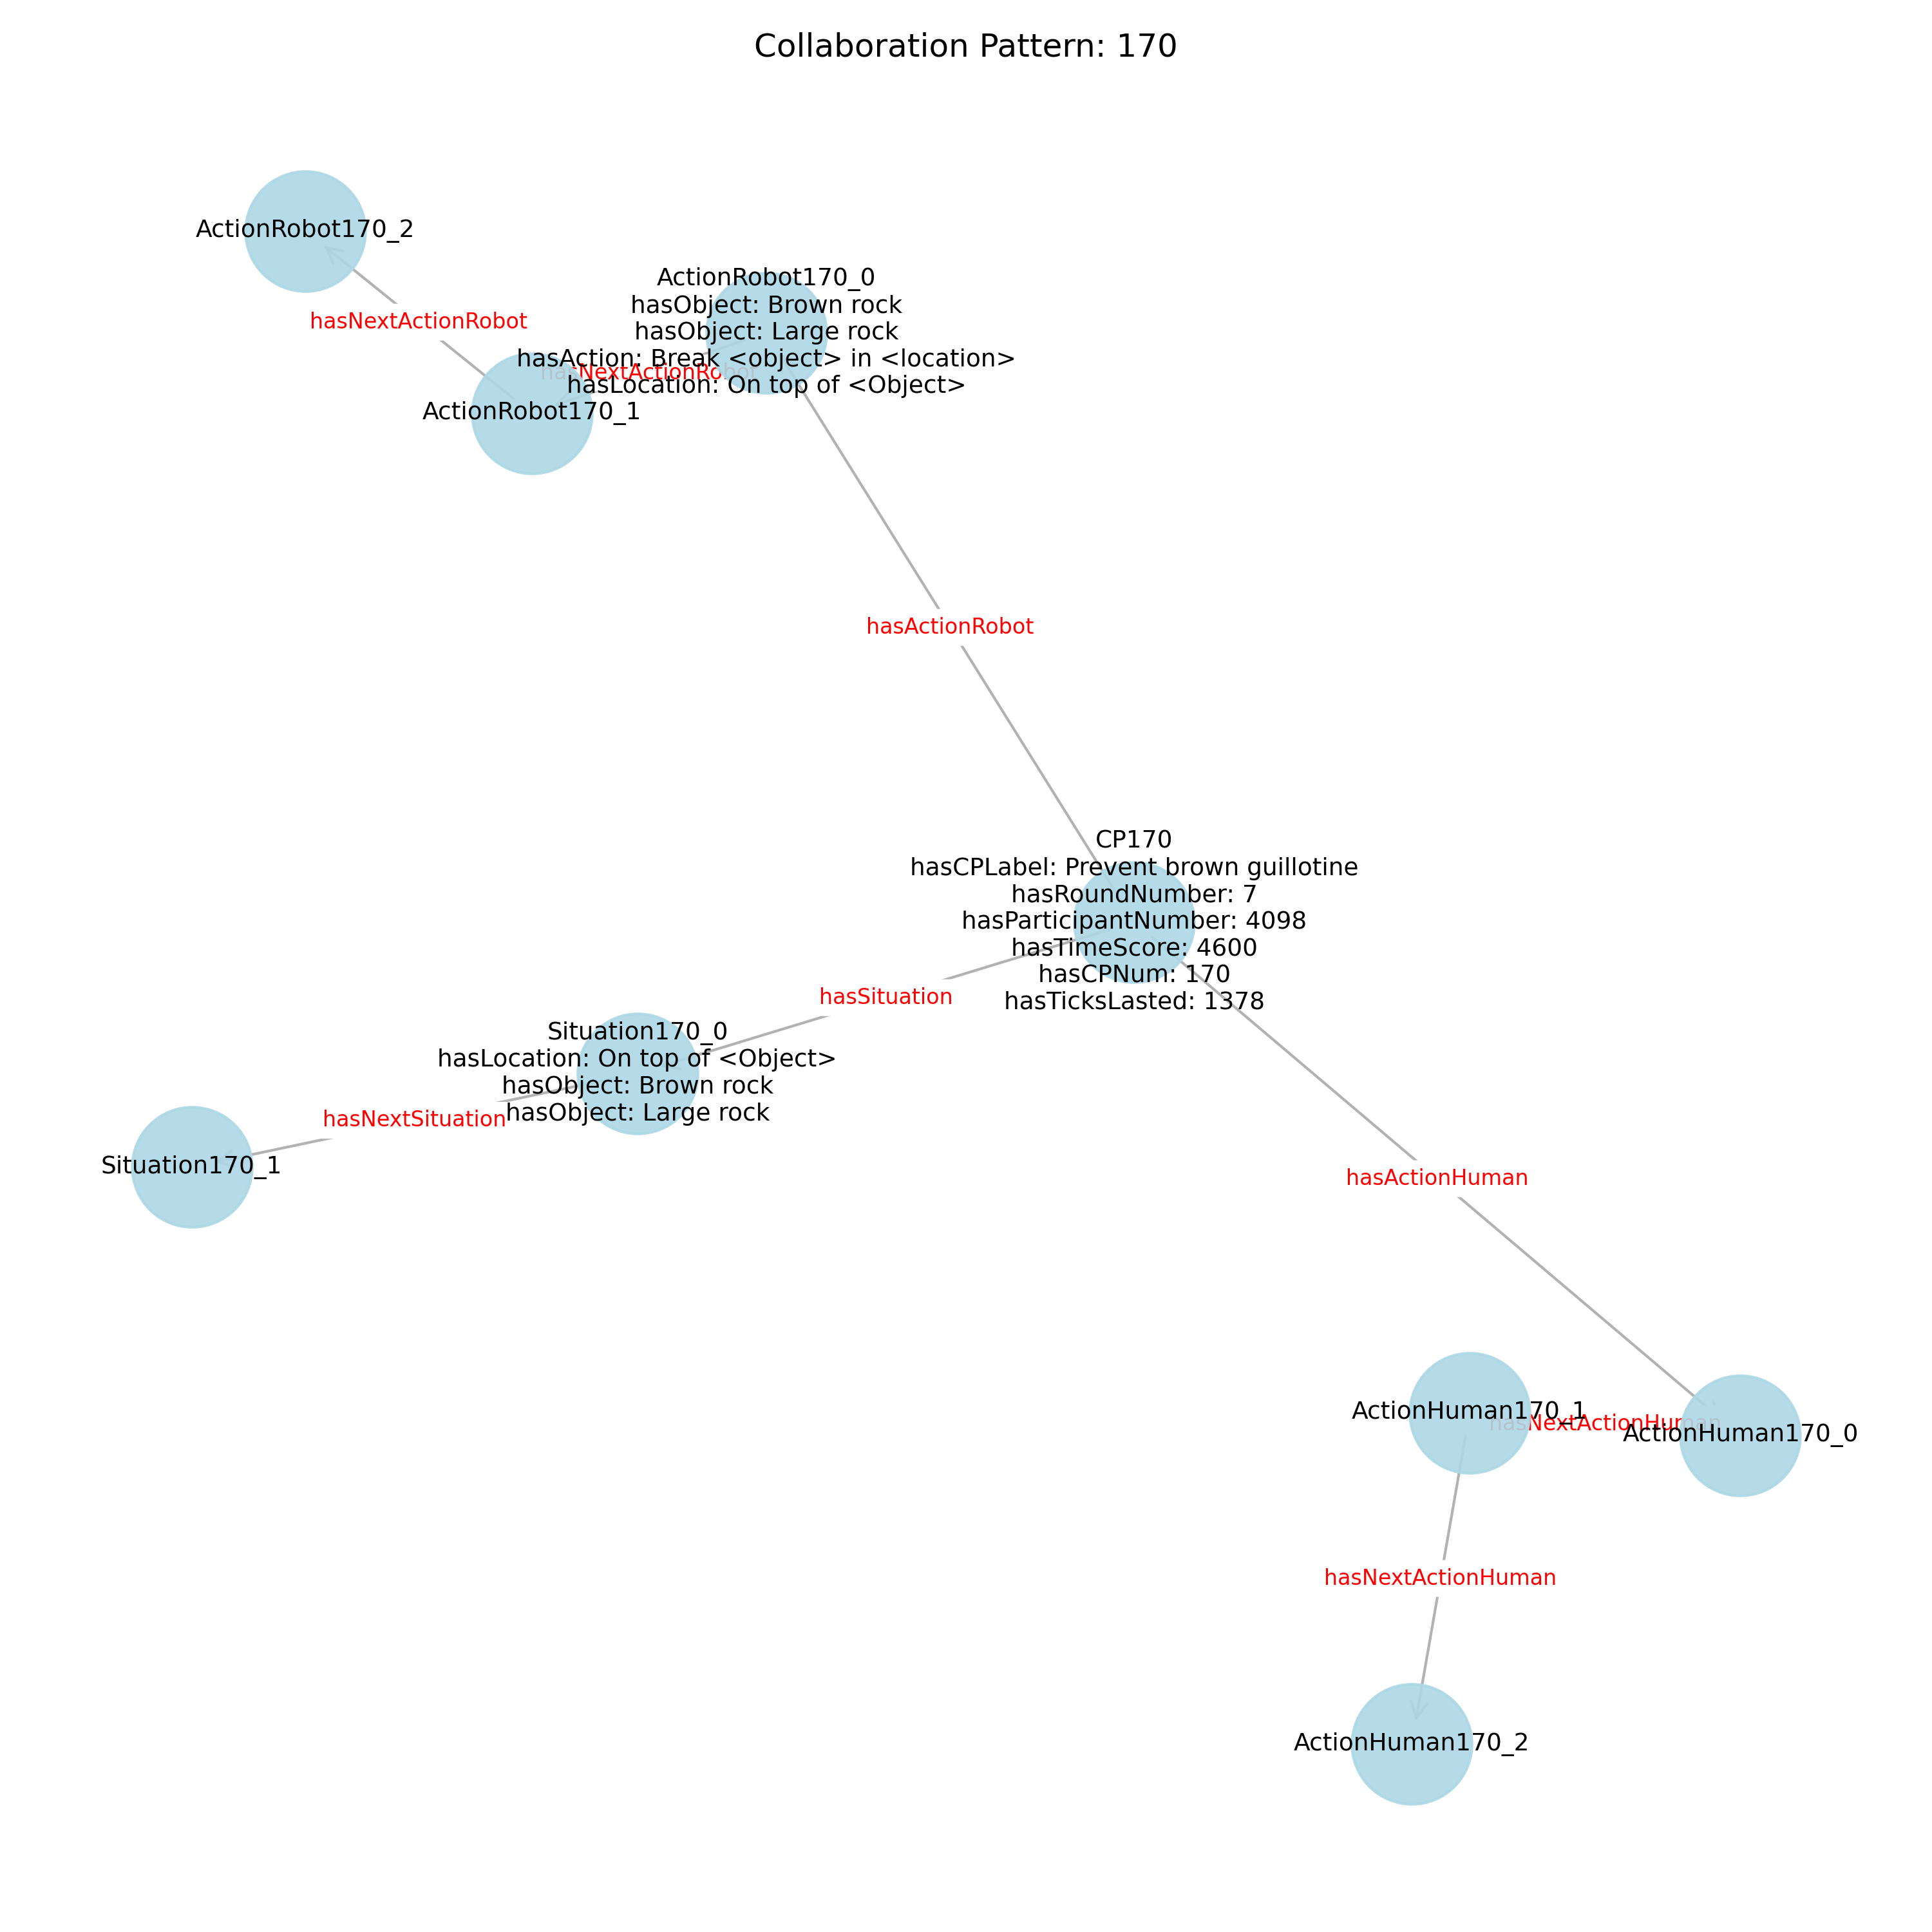 Collaboration Pattern: 170
ActionRobot170_2
hasNextActionRobot
ActionRobot170_0
hasObject: Brown rock
hasObject: Large rock
hasAction: Break <object> in <location>
hasLocation: On top of <Object>
hasNextActionRobot
ActionRobot170_1
hasActionRobot
CP170
hasCPLabel: Prevent brown guillotine
hasRoundNumber: 7
hasParticipantNumber: 4098
hasTimeScore: 4600
hasCPNum: 170
hasTicksLasted: 1378
hasSituation
Situation170_0
hasLocation: On top of <Object>
hasObject: Brown rock
hasObject: Large rock
hasNextSituation
Situation170_1
hasActionHuman
ActionHuman170_1
hasNextActionHuman
ActionHuman170_0
hasNextActionHuman
ActionHuman170_2